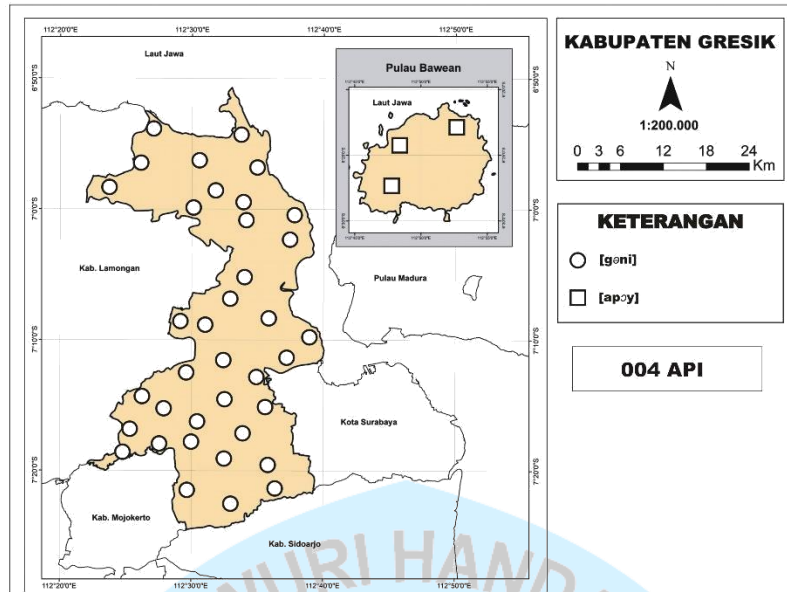 112°20'0"E
112°30'0"E
112°40'0"E
112°50'0"E
Laut Jawa
Pulau Bawean
Laut Jawa
6°50'0"S
6°50'0"S
7°0'0"S
7°0'0"S
Kab. Lamongan
Pulau Madura
7°10'0"S
7°10'0"S
Kota Surabaya
7°20'0"S
7°20'0"S
Kab. Mojokerto
Kab. Sidoarjo
112°20'0"E
112°30'0"E
112°40'0"E
112°50'0"E
KABUPATEN GRESIK
N
1:200.000
0 3 6 12 18 24
Km
KETERANGAN
[gəni]
[apɔy]
004 API